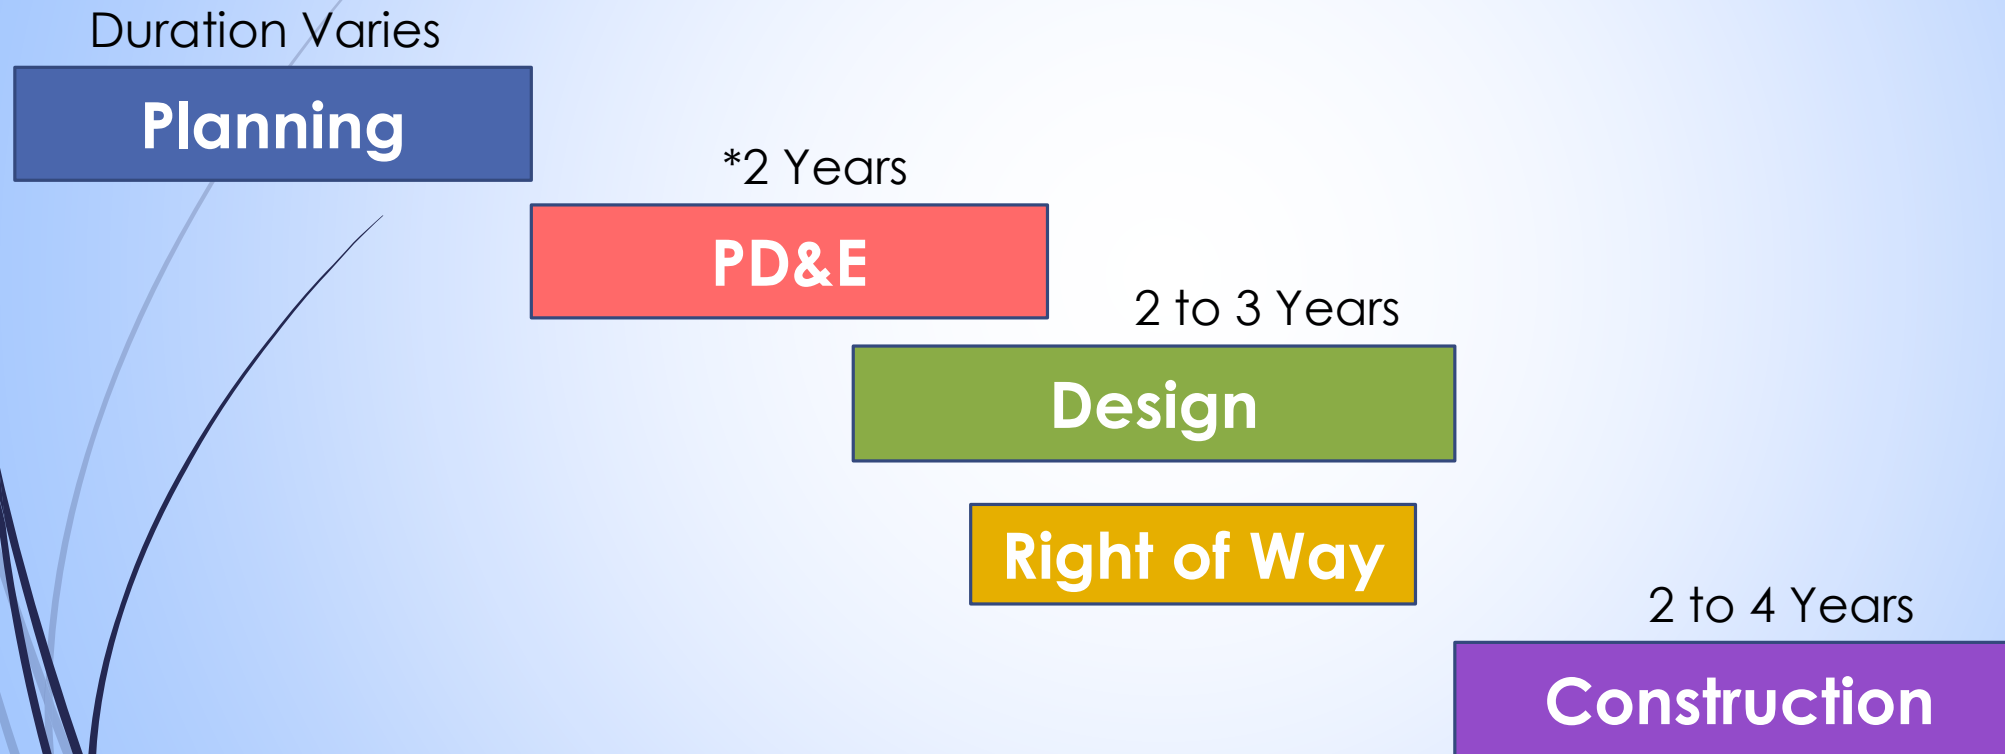 Duration Varies
Planning
*2 Years
PD&E
2 to 3 Years
Design
Right of Way
2 to 4 Years
Construction